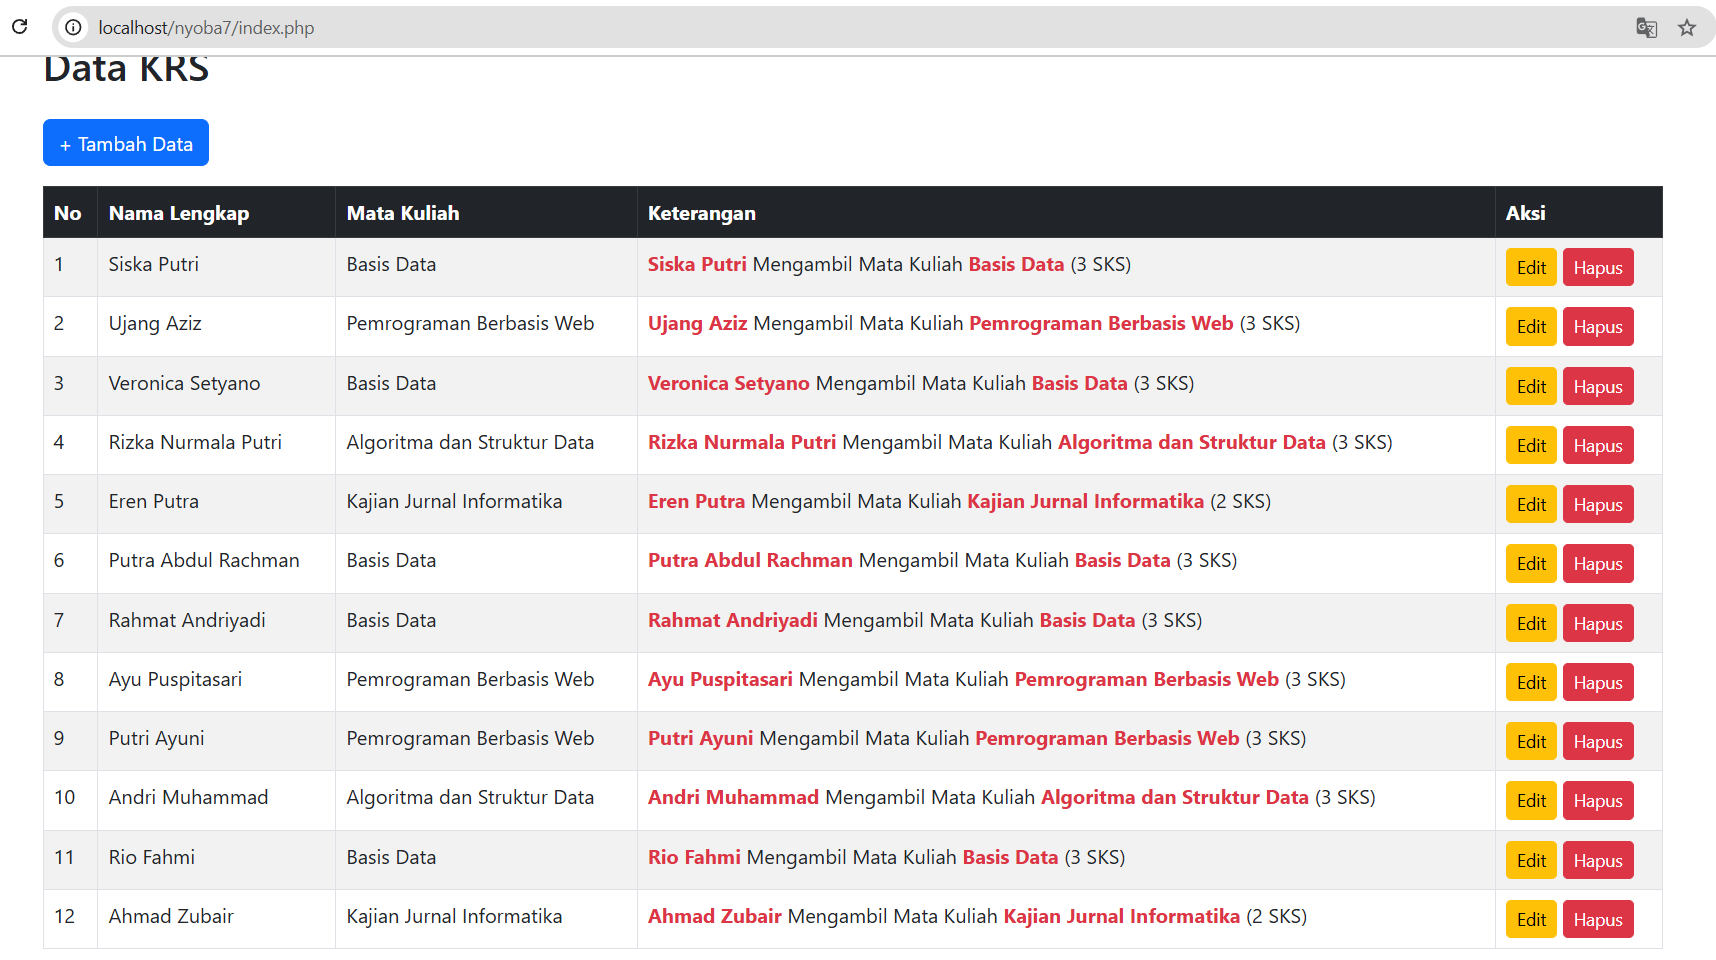 localhost/nyoba7/index.php
Data KRS
+ Tambah Data
No Nama Lengkap Mata Kuliah Keterangan Aksi
1 Siska Putri Basis Data Siska Putri Mengambil Mata Kuliah Basis Data (3 SKS) Edit Hapus
2 Ujang Aziz Pemrograman Berbasis Web Ujang Aziz Mengambil Mata Kuliah Pemrograman Berbasis Web (3 SKS) Edit Hapus
3 Veronica Setyano Basis Data Veronica Setyano Mengambil Mata Kuliah Basis Data (3 SKS) Edit Hapus
4 Rizka Nurmala Putri Algoritma dan Struktur Data Rizka Nurmala Putri Mengambil Mata Kuliah Algoritma dan Struktur Data (3 SKS) Edit Hapus
5 Eren Putra Kajian Jurnal Informatika Eren Putra Mengambil Mata Kuliah Kajian Jurnal Informatika (2 SKS) Edit Hapus
6 Putra Abdul Rachman Basis Data Putra Abdul Rachman Mengambil Mata Kuliah Basis Data (3 SKS) Edit Hapus
7 Rahmat Andriyadi Basis Data Rahmat Andriyadi Mengambil Mata Kuliah Basis Data (3 SKS) Edit Hapus
8 Ayu Puspitasari Pemrograman Berbasis Web Ayu Puspitasari Mengambil Mata Kuliah Pemrograman Berbasis Web (3 SKS) Edit Hapus
9 Putri Ayuni Pemrograman Berbasis Web Putri Ayuni Mengambil Mata Kuliah Pemrograman Berbasis Web (3 SKS) Edit Hapus
10 Andri Muhammad Algoritma dan Struktur Data Andri Muhammad Mengambil Mata Kuliah Algoritma dan Struktur Data (3 SKS) Edit Hapus
11 Rio Fahmi Basis Data Rio Fahmi Mengambil Mata Kuliah Basis Data (3 SKS) Edit Hapus
12 Ahmad Zubair Kajian Jurnal Informatika Ahmad Zubair Mengambil Mata Kuliah Kajian Jurnal Informatika (2 SKS) Edit Hapus